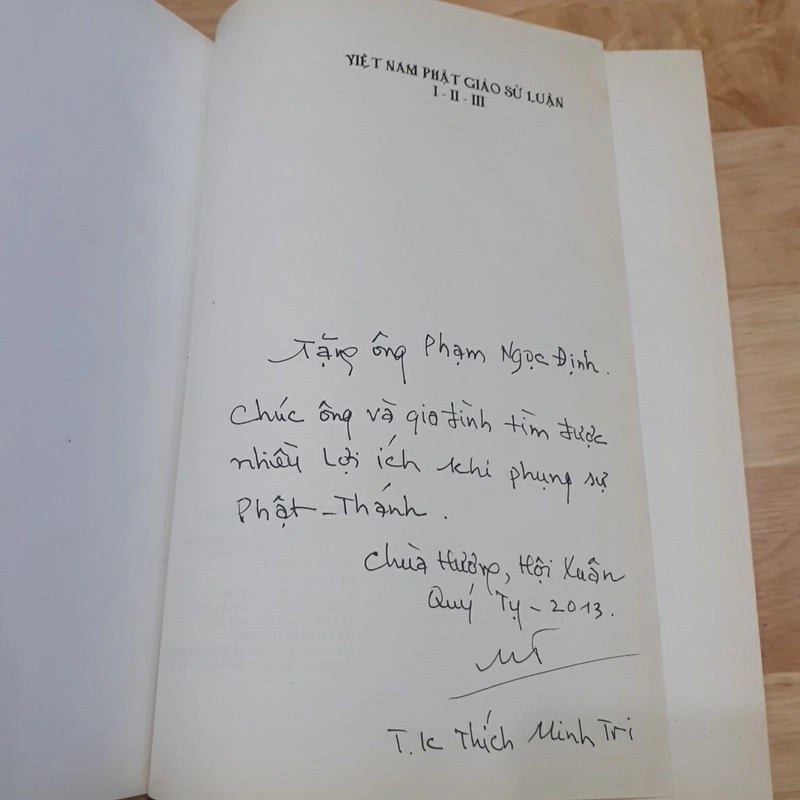 VIỆT NAM PHẬT GIÁO SỬ LUẬN
I - II - III
Tặng ông Phạm Ngọc Định.
Chúc ông và gia đình tìm được
nhiều lợi ích khi phụng sự
Phật - Thánh.
Chùa Hương, Hội Xuân
Quý Tỵ - 2013.
T.K Thích Minh Trí